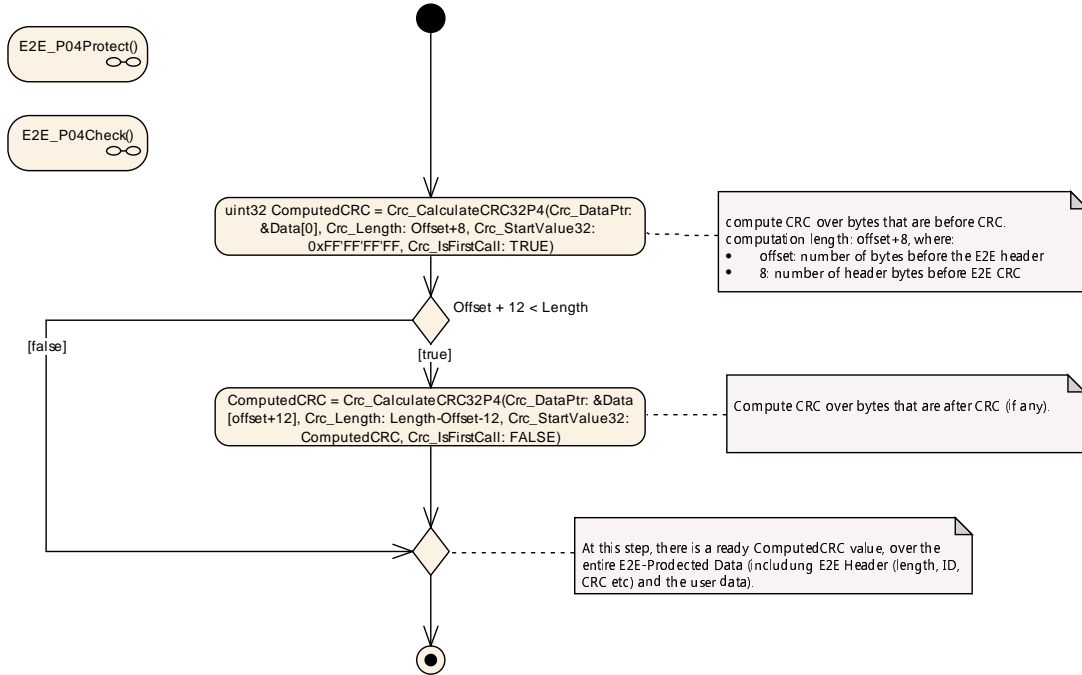 E2E_P04Protect()
E2E_P04Check()
uint32 ComputedCRC = Crc_CalculateCRC32P4(Crc_DataPtr:
&Data[0], Crc_Length: Offset+8, Crc_StartValue32:
0xFF'FF'FF'FF, Crc_IsFirstCall: TRUE)
compute CRC over bytes that are before CRC.
computation length: offset+8, where:
• offset: number of bytes before the E2E header
• 8: number of header bytes before E2E CRC
Offset + 12 < Length
[false]
[true]
ComputedCRC = Crc_CalculateCRC32P4(Crc_DataPtr: &Data
[offset+12], Crc_Length: Length-Offset-12, Crc_StartValue32:
ComputedCRC, Crc_IsFirstCall: FALSE)
Compute CRC over bytes that are after CRC (if any).
At this step, there is a ready ComputedCRC value, over the
entire E2E-Prodected Data (includung E2E Header (length, ID,
CRC etc) and the user data).